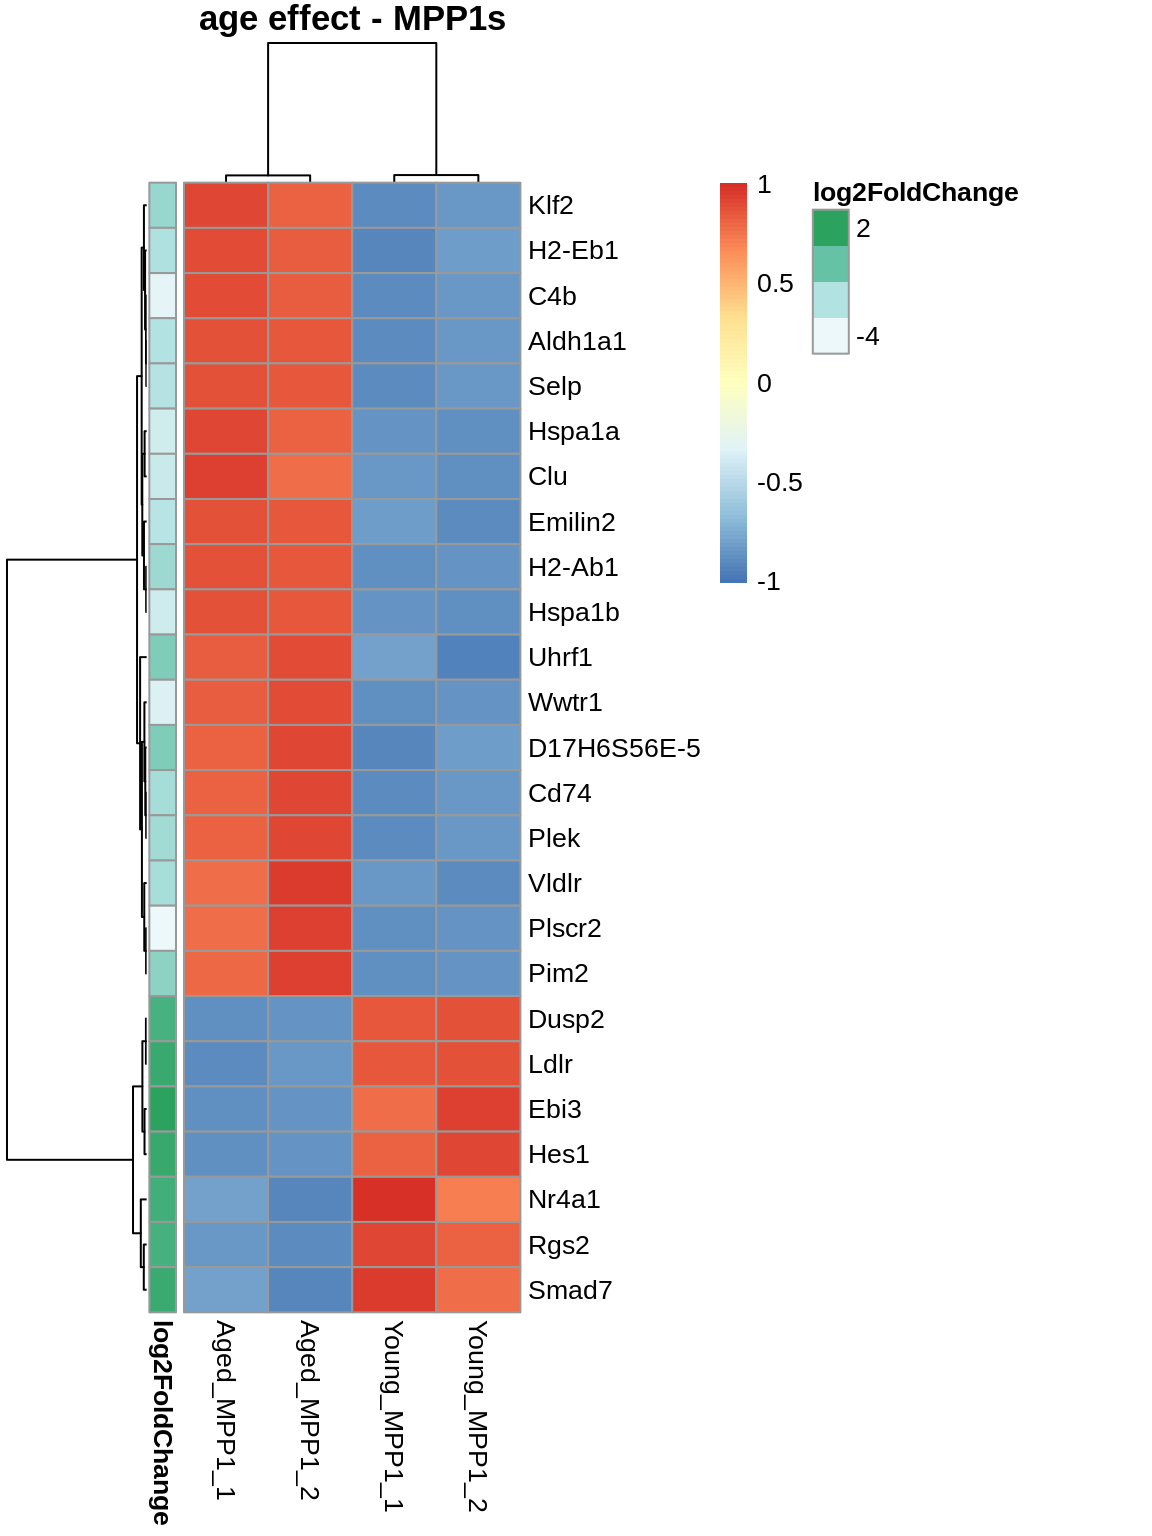 age effect - MPP1s
Klf2
H2-Eb1
C4b
Aldh1a1
Selp
Hspa1a
Clu
Emilin2
H2-Ab1
Hspa1b
Uhrf1
Wwtr1
D17H6S56E-5
Cd74
Plek
Vldlr
Plscr2
Pim2
Dusp2
Ldlr
Ebi3
Hes1
Nr4a1
Rgs2
Smad7
1
0.5
0
-0.5
-1
log2FoldChange
2
-4
log2FoldChange
Aged_MPP1_1
Aged_MPP1_2
Young_MPP1_1
Young_MPP1_2